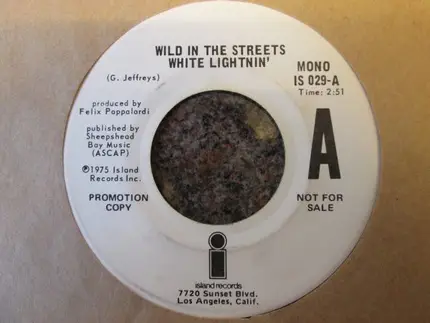 WILD IN THE STREETS
WHITE LIGHTNIN'
(G. Jeffreys)
MONO
IS 029-A
Time: 2:51
produced by
Felix Pappalardi
published by
Sheepshead
Bay Music
(ASCAP)
Ⓟ1975 Island
Records Inc.
PROMOTION
COPY
A
NOT FOR
SALE
i
island records
7720 Sunset Blvd.
Los Angeles, Calif.